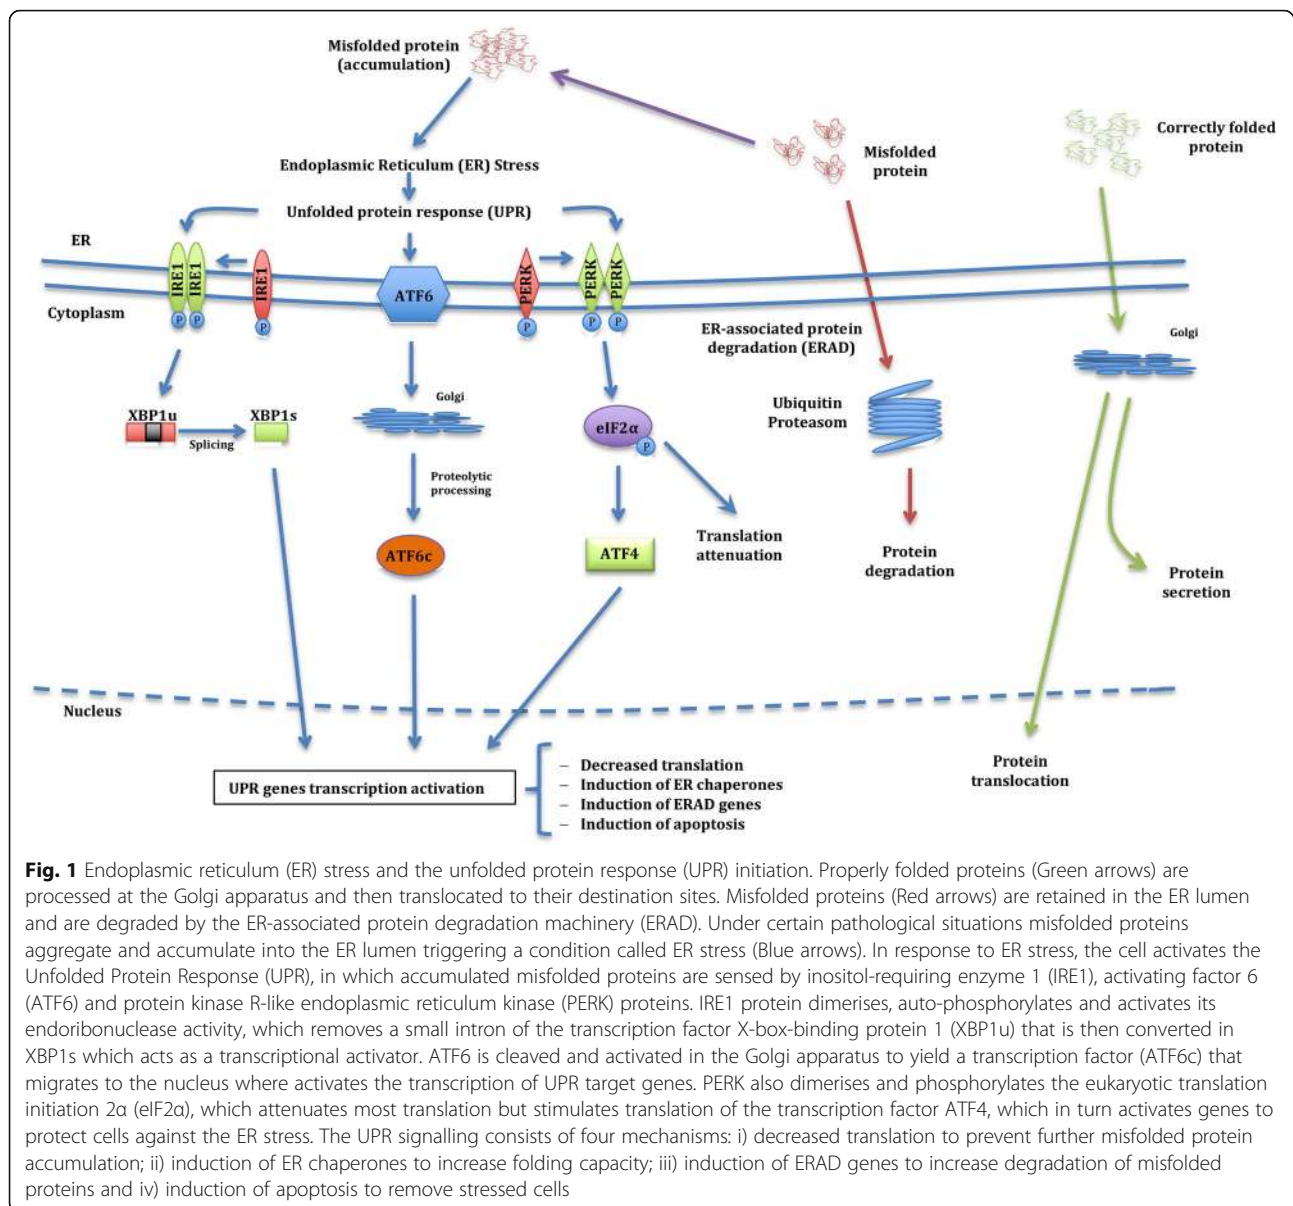 Misfolded protein
(accumulation)
Misfolded
protein
Correctly folded
protein
Endoplasmic Reticulum (ER) Stress
Unfolded protein response (UPR)
ER
IRE1
IRE1
IRE1
ATF6
PERK
PERK
PERK
Cytoplasm
P
P
P
P
P
P
ER-associated protein
degradation (ERAD)
Golgi
XBP1u
XBP1s
Splicing
Golgi
eIF2α
P
Ubiquitin
Proteasom
Proteolytic
processing
ATF6c
ATF4
Translation
attenuation
Protein
degradation
Protein
secretion
Nucleus
Protein
translocation
UPR genes transcription activation
– Decreased translation
– Induction of ER chaperones
– Induction of ERAD genes
– Induction of apoptosis
Fig. 1 Endoplasmic reticulum (ER) stress and the unfolded protein response (UPR) initiation. Properly folded proteins (Green arrows) are
processed at the Golgi apparatus and then translocated to their destination sites. Misfolded proteins (Red arrows) are retained in the ER lumen
and are degraded by the ER-associated protein degradation machinery (ERAD). Under certain pathological situations misfolded proteins
aggregate and accumulate into the ER lumen triggering a condition called ER stress (Blue arrows). In response to ER stress, the cell activates the
Unfolded Protein Response (UPR), in which accumulated misfolded proteins are sensed by inositol-requiring enzyme 1 (IRE1), activating factor 6
(ATF6) and protein kinase R-like endoplasmic reticulum kinase (PERK) proteins. IRE1 protein dimerises, auto-phosphorylates and activates its
endoribonuclease activity, which removes a small intron of the transcription factor X-box-binding protein 1 (XBP1u) that is then converted in
XBP1s which acts as a transcriptional activator. ATF6 is cleaved and activated in the Golgi apparatus to yield a transcription factor (ATF6c) that
migrates to the nucleus where activates the transcription of UPR target genes. PERK also dimerises and phosphorylates the eukaryotic translation
initiation 2α (eIF2α), which attenuates most translation but stimulates translation of the transcription factor ATF4, which in turn activates genes to
protect cells against the ER stress. The UPR signalling consists of four mechanisms: i) decreased translation to prevent further misfolded protein
accumulation; ii) induction of ER chaperones to increase folding capacity; iii) induction of ERAD genes to increase degradation of misfolded
proteins and iv) induction of apoptosis to remove stressed cells